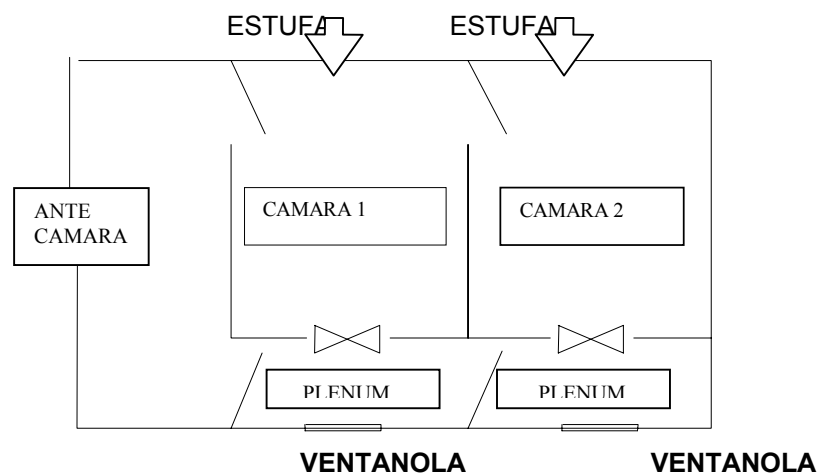 ESTUFA ESTUFA
ANTE
CAMARA
CAMARA 1
CAMARA 2
PLENUM
PLENUM
VENTANOLA VENTANOLA